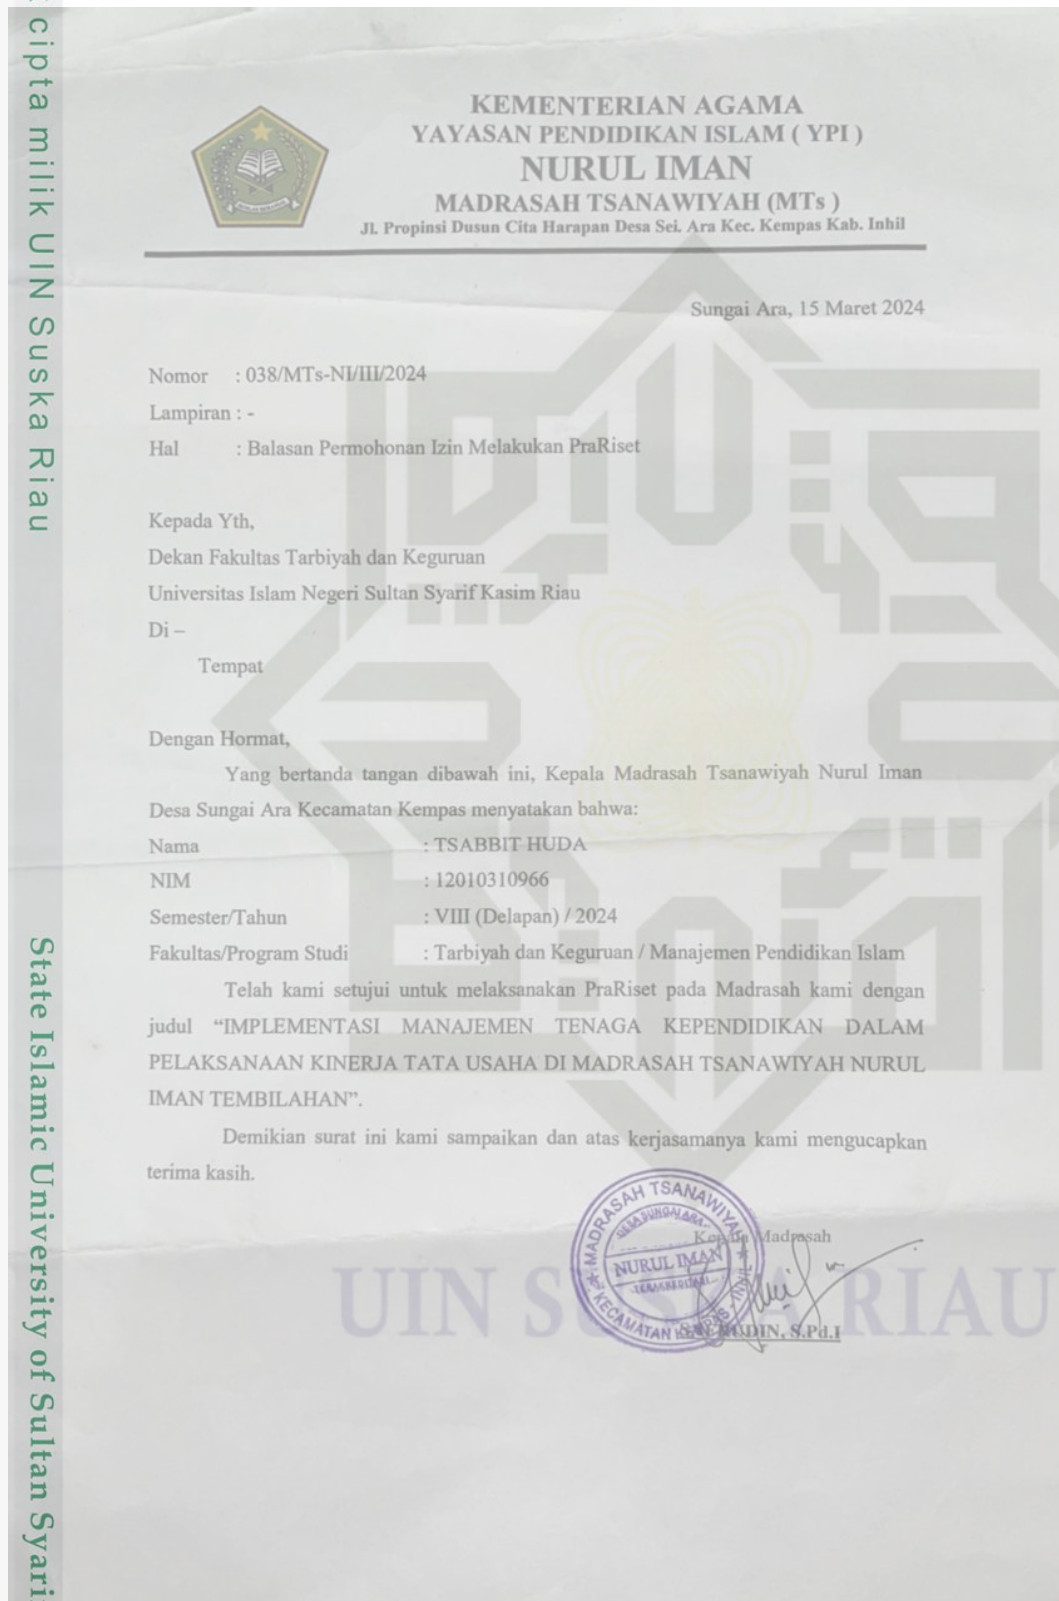 cipta milik UIN Suska Riau
State Islamic University of Sultan Syari
KEMENTERIAN AGAMA
YAYASAN PENDIDIKAN ISLAM ( YPI )
NURUL IMAN
MADRASAH TSANAWIYAH (MTs )
Jl. Propinsi Dusun Cita Harapan Desa Sei. Ara Kec. Kempas Kab. Inhil
Sungai Ara, 15 Maret 2024
Nomor : 038/MTs-NI/III/2024
Lampiran : -
Hal : Balasan Permohonan Izin Melakukan PraRiset
Kepada Yth,
Dekan Fakultas Tarbiyah dan Keguruan
Universitas Islam Negeri Sultan Syarif Kasim Riau
Di –
Tempat
Dengan Hormat,
Yang bertanda tangan dibawah ini, Kepala Madrasah Tsanawiyah Nurul Iman
Desa Sungai Ara Kecamatan Kempas menyatakan bahwa:
Nama : TSABBIT HUDA
NIM : 12010310966
Semester/Tahun : VIII (Delapan) / 2024
Fakultas/Program Studi : Tarbiyah dan Keguruan / Manajemen Pendidikan Islam
Telah kami setujui untuk melaksanakan PraRiset pada Madrasah kami dengan
judul “IMPLEMENTASI MANAJEMEN TENAGA KEPENDIDIKAN DALAM
PELAKSANAAN KINERJA TATA USAHA DI MADRASAH TSANAWIYAH NURUL
IMAN TEMBILAHAN”.
Demikian surat ini kami sampaikan dan atas kerjasamanya kami mengucapkan
terima kasih.
Kepala Madrasah
MADRASAH TSANAWIYAH
DESA SUNGAI ARA
NURUL IMAN
KECAMATAN KEMPAS - INHIL
S.Pd.I
UIN SUSKA RIAU